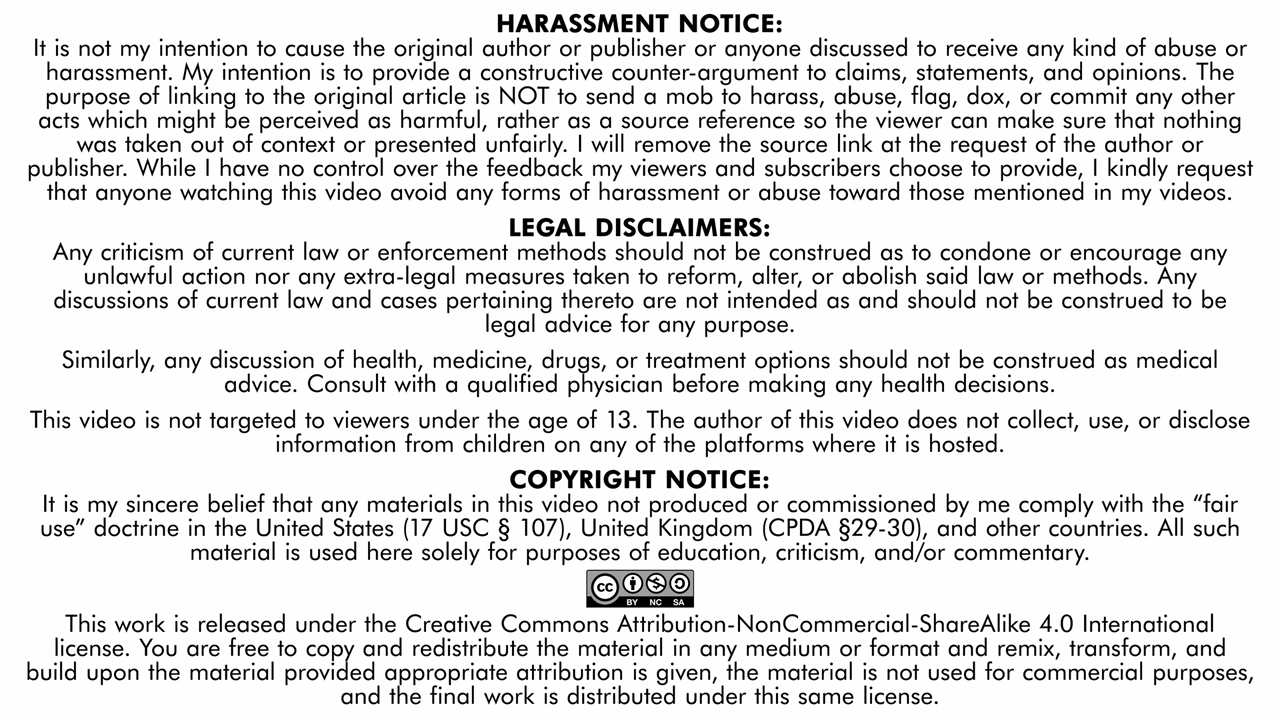 HARASSMENT NOTICE:
It is not my intention to cause the original author or publisher or anyone discussed to receive any kind of abuse or
harassment. My intention is to provide a constructive counter-argument to claims, statements, and opinions. The
purpose of linking to the original article is NOT to send a mob to harass, abuse, flag, dox, or commit any other
acts which might be perceived as harmful, rather as a source reference so the viewer can make sure that nothing
was taken out of context or presented unfairly. I will remove the source link at the request of the author or
publisher. While I have no control over the feedback my viewers and subscribers choose to provide, I kindly request
that anyone watching this video avoid any forms of harassment or abuse toward those mentioned in my videos.
LEGAL DISCLAIMERS:
Any criticism of current law or enforcement methods should not be construed as to condone or encourage any
unlawful action nor any extra-legal measures taken to reform, alter, or abolish said law or methods. Any
discussions of current law and cases pertaining thereto are not intended as and should not be construed to be
legal advice for any purpose.
Similarly, any discussion of health, medicine, drugs, or treatment options should not be construed as medical
advice. Consult with a qualified physician before making any health decisions.
This video is not targeted to viewers under the age of 13. The author of this video does not collect, use, or disclose
information from children on any of the platforms where it is hosted.
COPYRIGHT NOTICE:
It is my sincere belief that any materials in this video not produced or commissioned by me comply with the “fair
use” doctrine in the United States (17 USC § 107), United Kingdom (CPDA §29-30), and other countries. All such
material is used here solely for purposes of education, criticism, and/or commentary.
cc BY NC SA
This work is released under the Creative Commons Attribution-NonCommercial-ShareAlike 4.0 International
license. You are free to copy and redistribute the material in any medium or format and remix, transform, and
build upon the material provided appropriate attribution is given, the material is not used for commercial purposes,
and the final work is distributed under this same license.